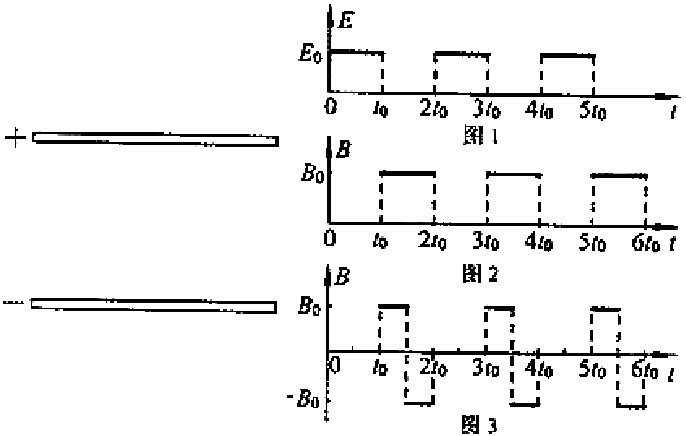 E
E₀
0 t₀ 2t₀ 3t₀ 4t₀ 5t₀ t
图1
+
B
B₀
0 t₀ 2t₀ 3t₀ 4t₀ 5t₀ 6t₀ t
图2
—
B
B₀
0 t₀ 2t₀ 3t₀ 4t₀ 5t₀ 6t₀ t
-B₀
图3